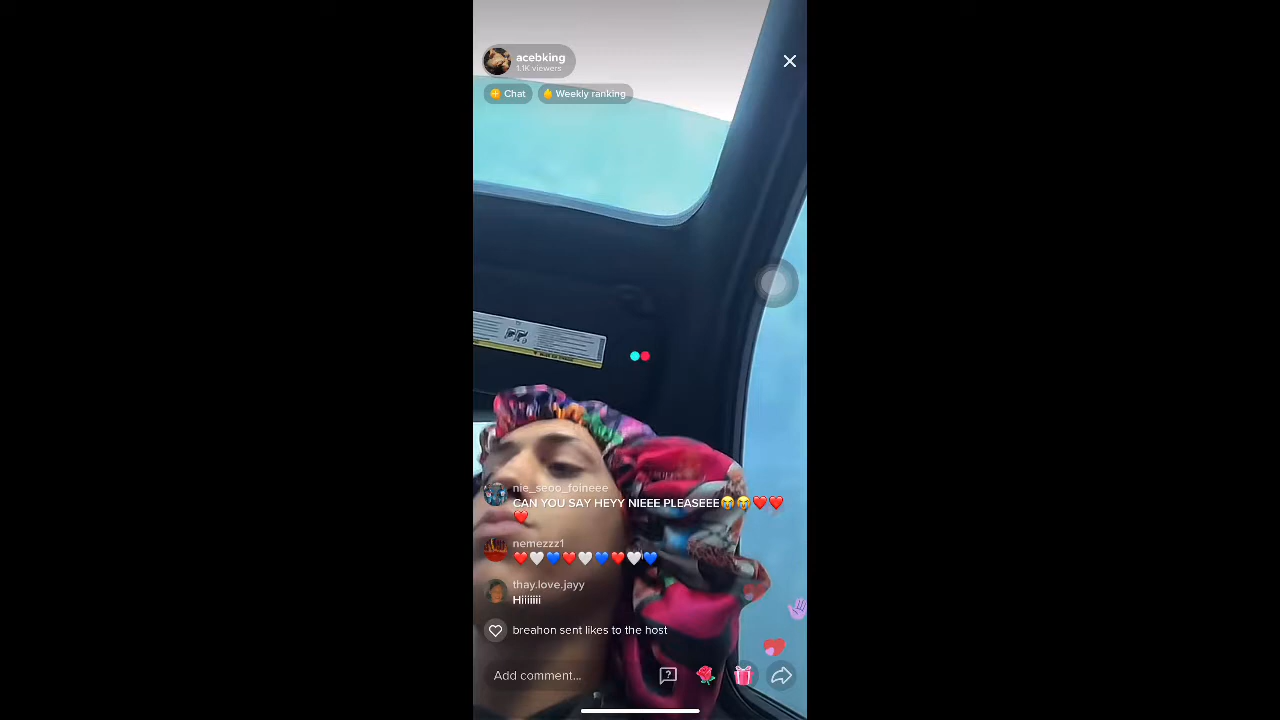 acebking
1.1K viewers
Chat
Weekly ranking
nie_seoo_foineee
CAN YOU SAY HEYY NIEEE PLEASEEE😭😭❤️❤️
❤️
nemezzz1
❤️🤍💙❤️🤍💙❤️🤍💙
thay.love.jayy
Hiiiiiii
breahon sent likes to the host
Add comment...